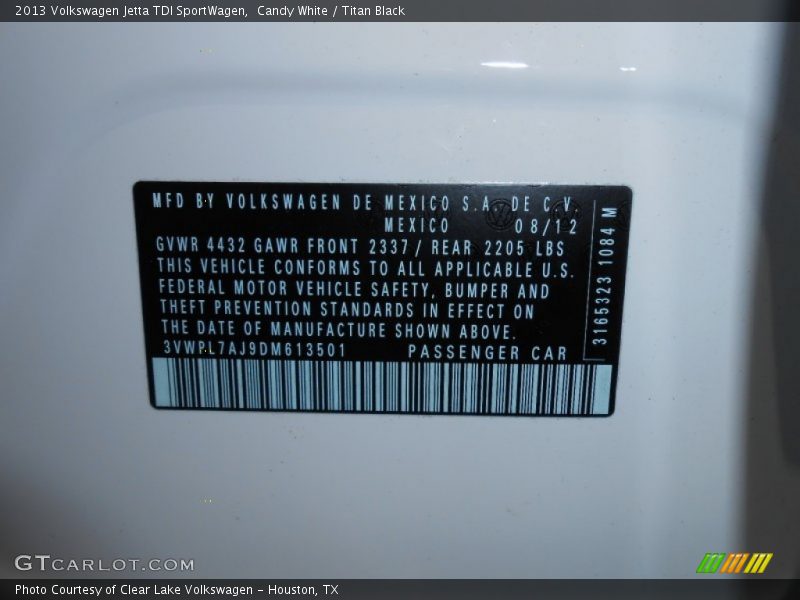 2013 Volkswagen Jetta TDI SportWagen,  Candy White / Titan Black
MFD BY VOLKSWAGEN DE MEXICO S.A. DE C.V.
MEXICO 08/12
GVWR 4432 GAWR FRONT 2337/ REAR 2205 LBS
THIS VEHICLE CONFORMS TO ALL APPLICABLE U.S.
FEDERAL MOTOR VEHICLE SAFETY, BUMPER AND
THEFT PREVENTION STANDARDS IN EFFECT ON
THE DATE OF MANUFACTURE SHOWN ABOVE.
3VWPL7AJ9DM613501 PASSENGER CAR
3165323 1084 M
GTCARLOT.COM
Photo Courtesy of Clear Lake Volkswagen – Houston, TX